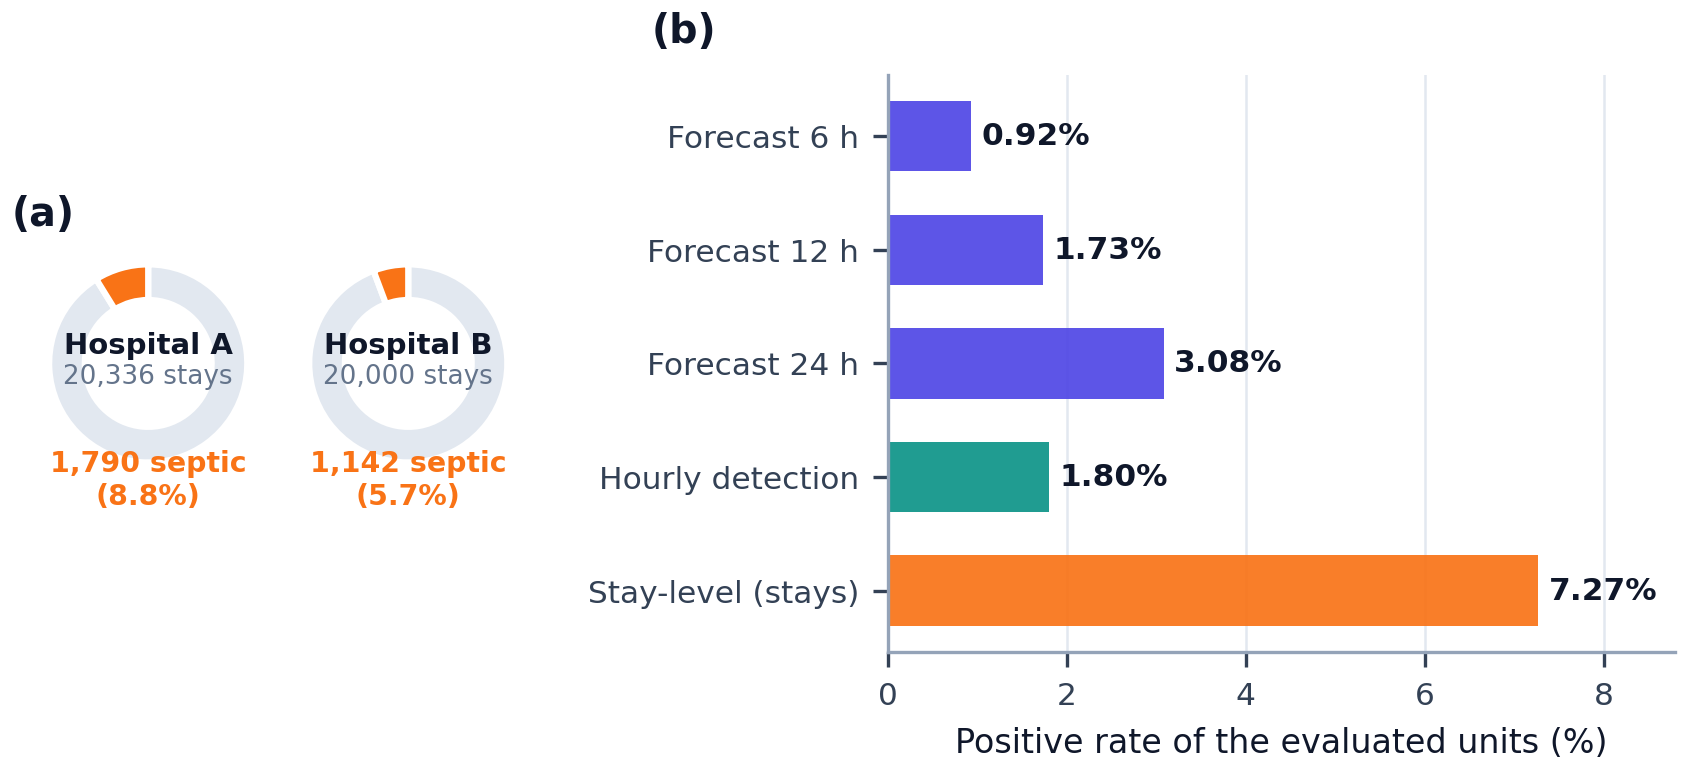 (a)
Hospital A
20,336 stays
1,790 septic
(8.8%)
Hospital B
20,000 stays
1,142 septic
(5.7%)
(b)
Forecast 6 h
0.92%
Forecast 12 h
1.73%
Forecast 24 h
3.08%
Hourly detection
1.80%
Stay-level (stays)
7.27%
0 2 4 6 8
Positive rate of the evaluated units (%)